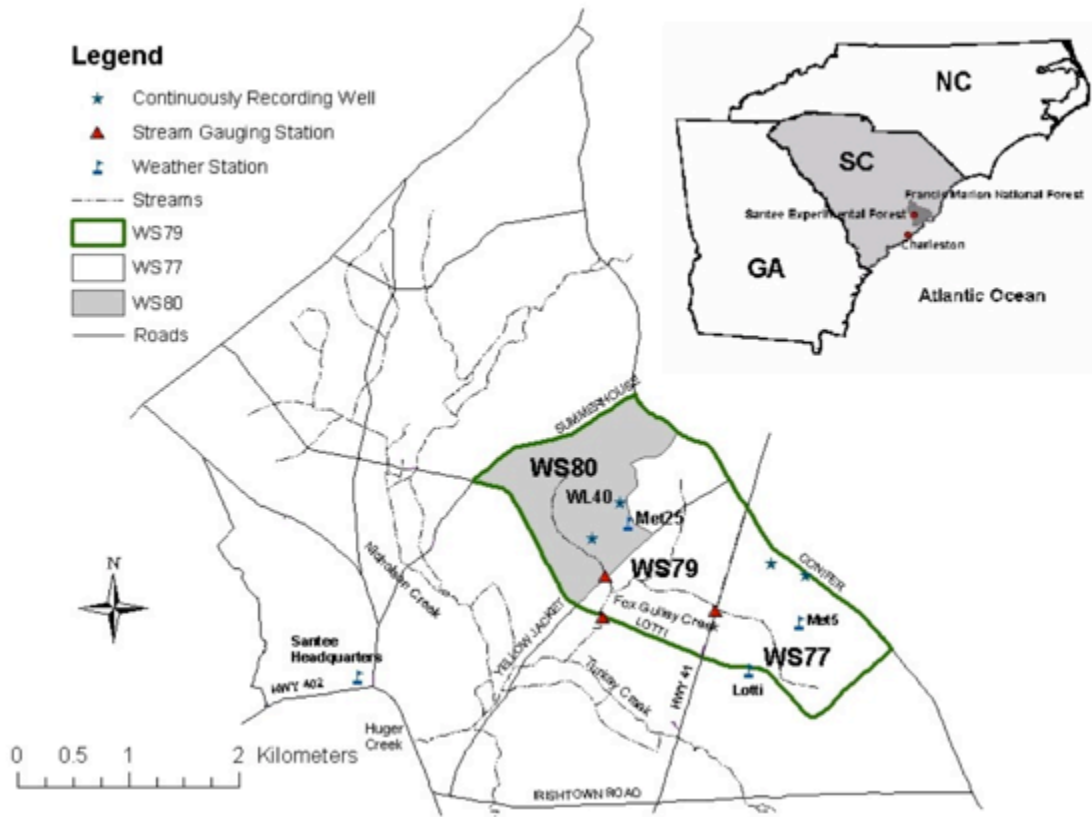 Legend
Continuously Recording Well
Stream Gauging Station
Weather Station
Streams
WS79
WS77
WS80
Roads
NC
SC
Francis Marion National Forest
Santee Experimental Forest
Charleston
GA
Atlantic Ocean
SUMMERHOUSE
WS80
WL40
Met25
WS79
CONIFER
Nicholson Creek
YELLOW JACKET
Fox Gulley Creek
LOTTI
Met5
WS77
Lotti
HWY 41
Turkey Creek
N
Santee
Headquarters
HWY 402
Huger
Creek
0 0.5 1 2 Kilometers
IRISHTOWN ROAD